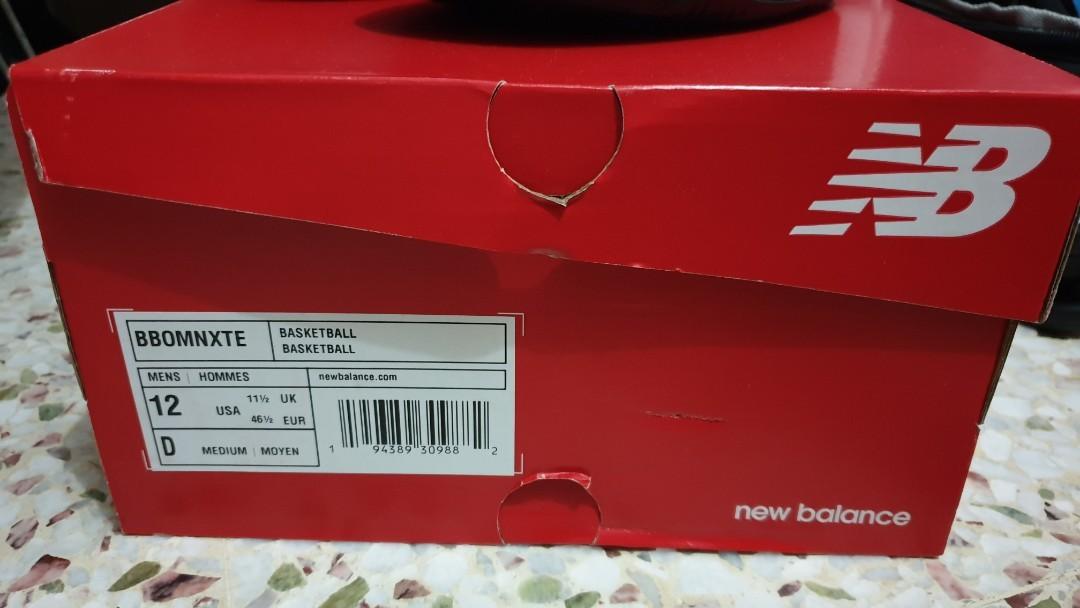 NB
BBOMNXTE
BASKETBALL
BASKETBALL
MENS | HOMMES
newbalance.com
12 USA
11½ UK
46½ EUR
D MEDIUM | MOYEN
1 94389 30988 2
new balance